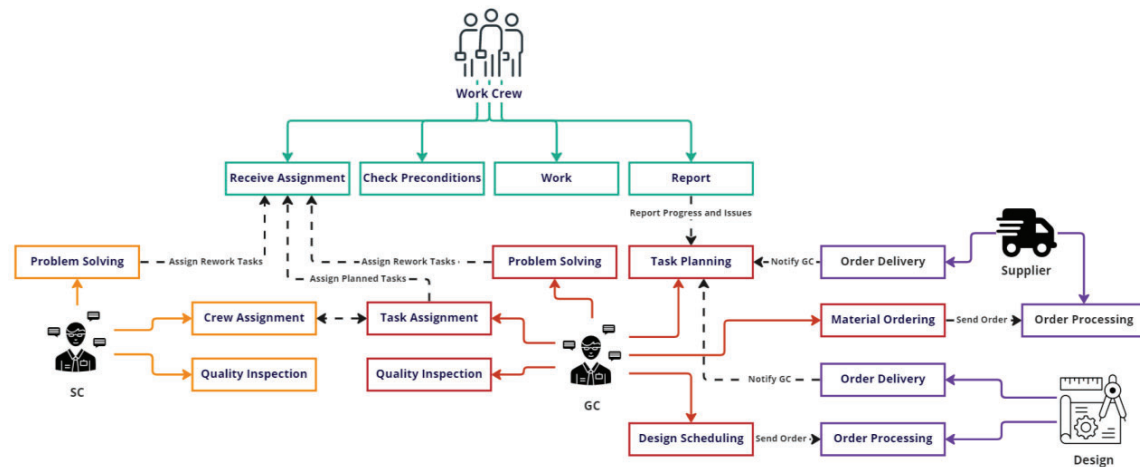 Work Crew
Receive Assignment
Check Preconditions
Work
Report
Report Progress and Issues
Problem Solving
Assign Rework Tasks
Assign Rework Tasks
Assign Planned Tasks
Problem Solving
Task Planning
Notify GC
Order Delivery
Supplier
Crew Assignment
Task Assignment
Material Ordering
Send Order
Order Processing
SC
Quality Inspection
Quality Inspection
GC
Notify GC
Order Delivery
Design Scheduling
Send Order
Order Processing
Design